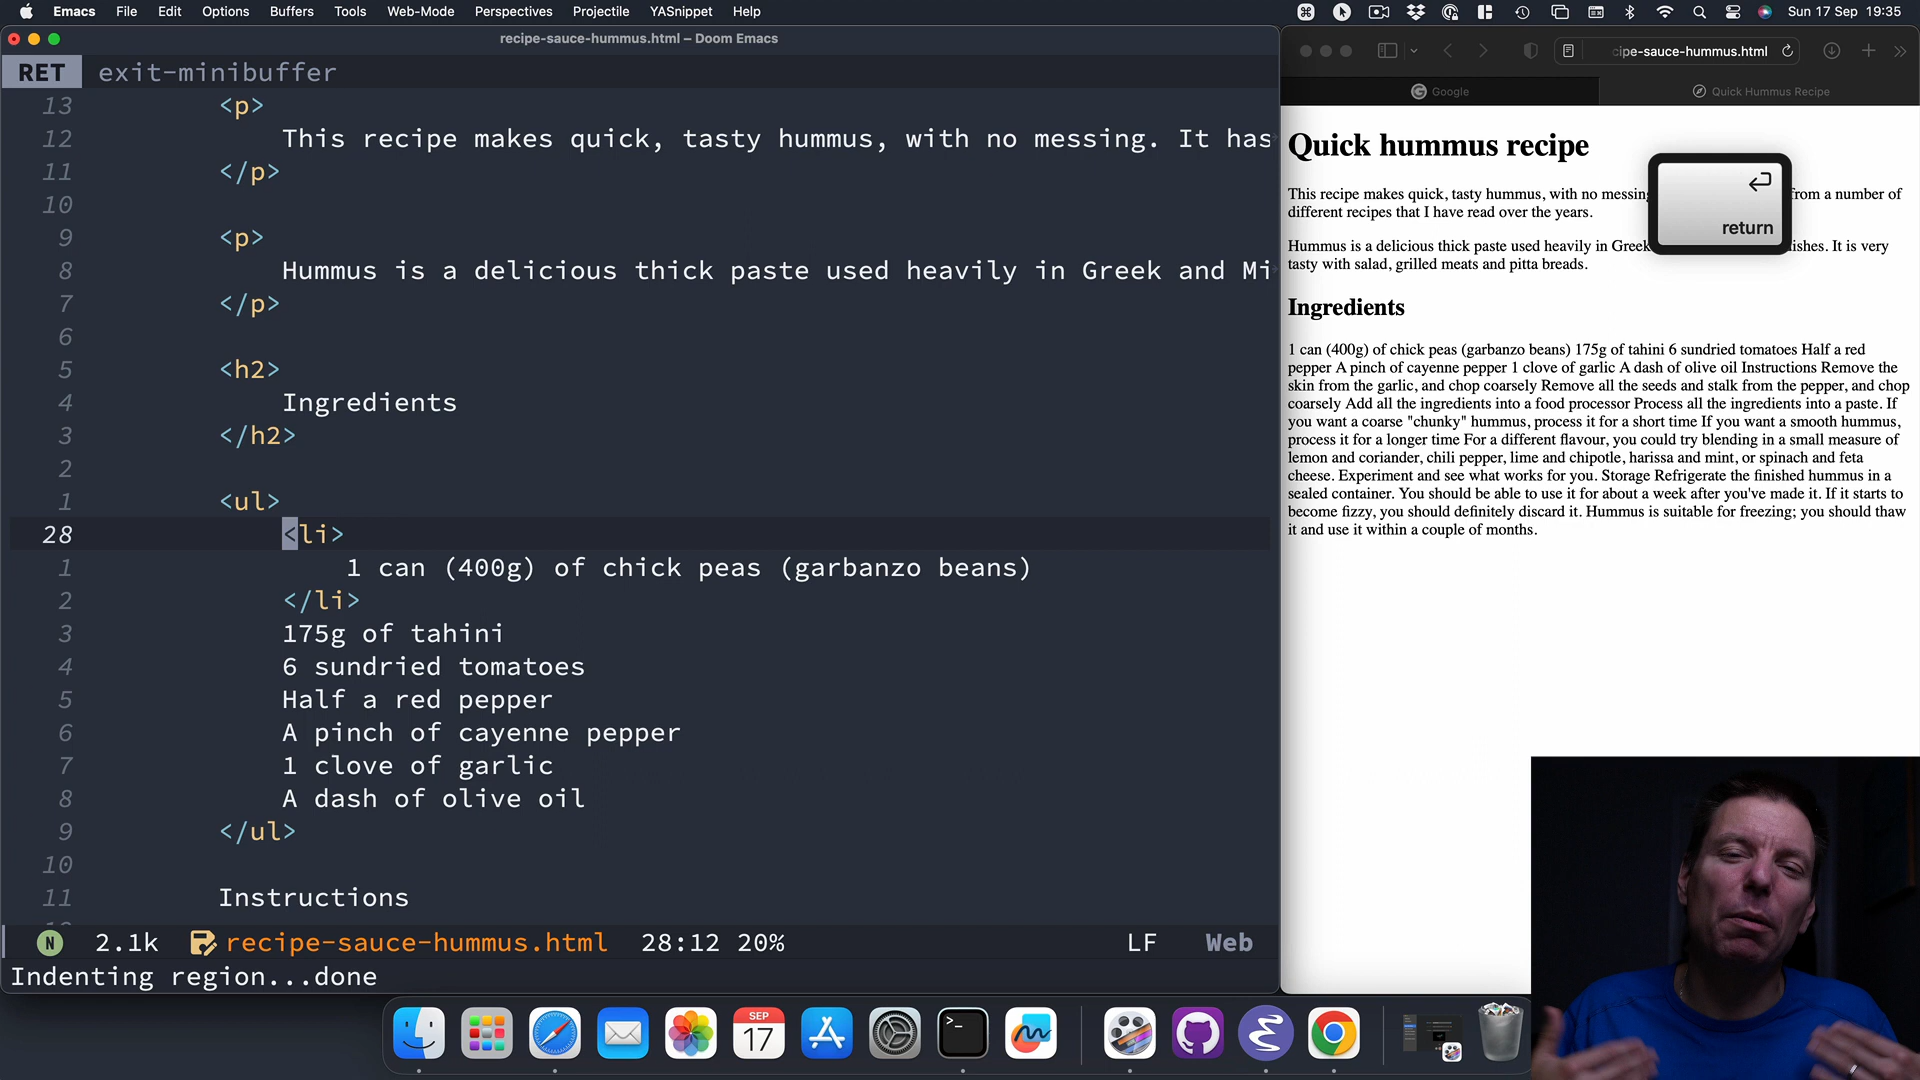 Emacs File Edit Options Buffers Tools Web-Mode Perspectives Projectile YASnippet Help
Sun 17 Sep 19:35
recipe-sauce-hummus.html – Doom Emacs
RET exit-minibuffer
13 <p>
12 This recipe makes quick, tasty hummus, with no messing. It has
11 </p>
10
9 <p>
8 Hummus is a delicious thick paste used heavily in Greek and Mi
7 </p>
6
5 <h2>
4 Ingredients
3 </h2>
2
1 <ul>
28 <li>
1 1 can (400g) of chick peas (garbanzo beans)
2 </li>
3 175g of tahini
4 6 sundried tomatoes
5 Half a red pepper
6 A pinch of cayenne pepper
7 1 clove of garlic
8 A dash of olive oil
9 </ul>
10
11 Instructions
N 2.1k recipe-sauce-hummus.html 28:12 20% LF Web
Indenting region...done
cipe-sauce-hummus.html
Google
Quick Hummus Recipe
Quick hummus recipe
This recipe makes quick, tasty hummus, with no messing from a number of
different recipes that I have read over the years.
Hummus is a delicious thick paste used heavily in Greek ishes. It is very
tasty with salad, grilled meats and pitta breads.
return
Ingredients
1 can (400g) of chick peas (garbanzo beans) 175g of tahini 6 sundried tomatoes Half a red
pepper A pinch of cayenne pepper 1 clove of garlic A dash of olive oil Instructions Remove the
skin from the garlic, and chop coarsely Remove all the seeds and stalk from the pepper, and chop
coarsely Add all the ingredients into a food processor Process all the ingredients into a paste. If
you want a coarse "chunky" hummus, process it for a short time If you want a smooth hummus,
process it for a longer time For a different flavour, you could try blending in a small measure of
lemon and coriander, chili pepper, lime and chipotle, harissa and mint, or spinach and feta
cheese. Experiment and see what works for you. Storage Refrigerate the finished hummus in a
sealed container. You should be able to use it for about a week after you've made it. If it starts to
become fizzy, you should definitely discard it. Hummus is suitable for freezing; you should thaw
it and use it within a couple of months.
SEP
17